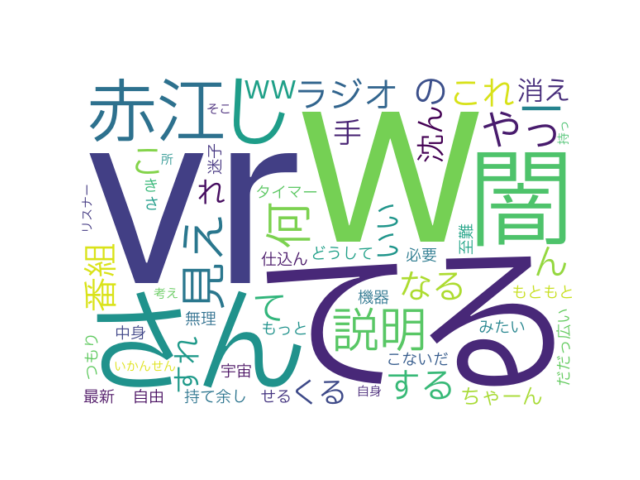 赤江
し
ww
ラジオ
の
これ
消え
ー
そこ
手
沈ん
やっ
持っ
vr
w
闇
こ
所
迷子
れ
き
さ
タイマー
リスナー
見え
何
いい
どうして
必要
至難
ん
番組
て
仕込ん
なる
もともと
さん
てる
考え
無理
もっと
説明
機器
みたい
つもり
中身
すれ
こないだ
だだっ広い
いかんせん
宇宙
する
最新
自由
持て余し
せる
くる
自身
ちゃーん